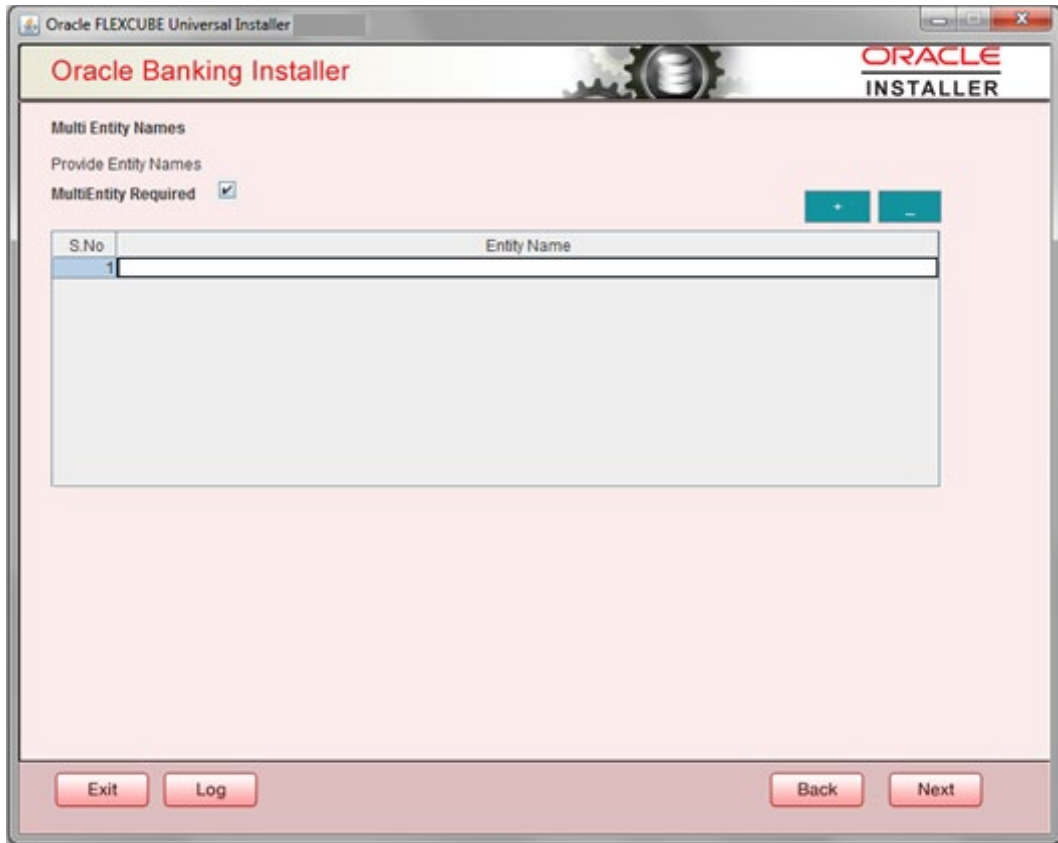 Oracle FLEXCUBE Universal Installer
Oracle Banking Installer
ORACLE
INSTALLER
Multi Entity Names
Provide Entity Names
MultiEntity Required
+ _
S.No Entity Name
1
Exit Log Back Next